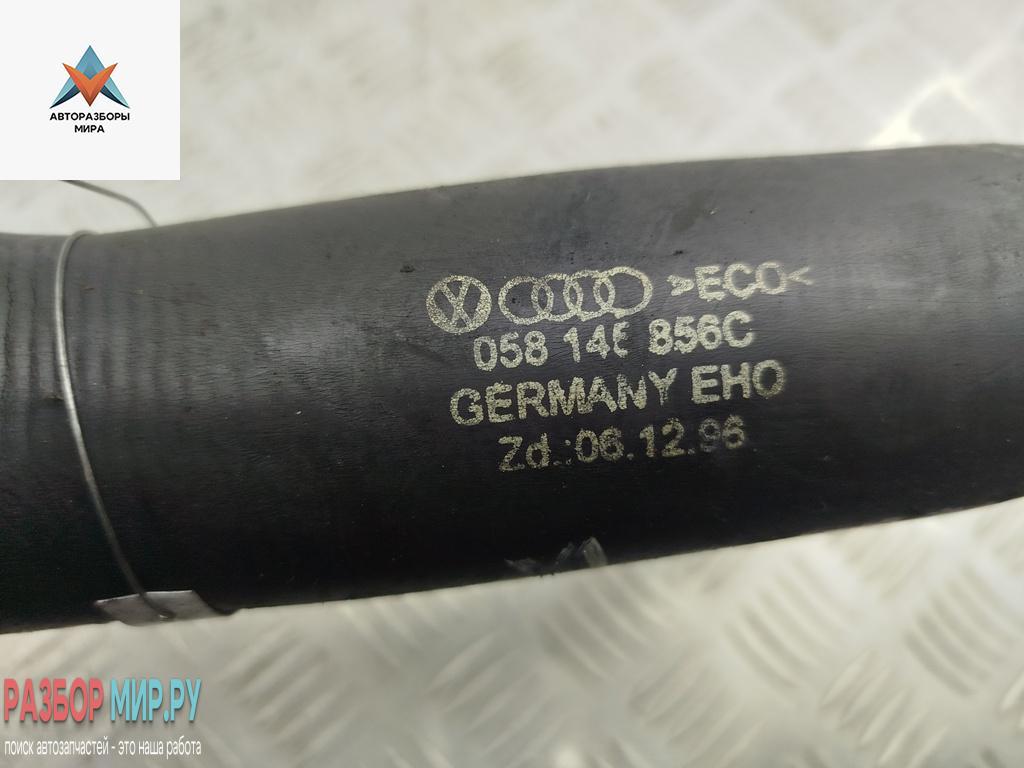 АВТОРАЗБОРЫ
МИРА
>ECO<
058 145 856C
GERMANY EHO
Zd.:06.12.96
РАЗБОР МИР.РУ
поиск автозапчастей - это наша работа